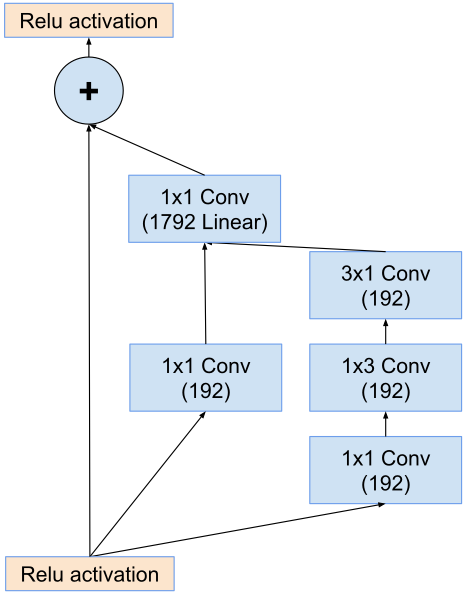 Relu activation
+
1x1 Conv
(1792 Linear)
3x1 Conv
(192)
1x1 Conv
(192)
1x3 Conv
(192)
1x1 Conv
(192)
Relu activation